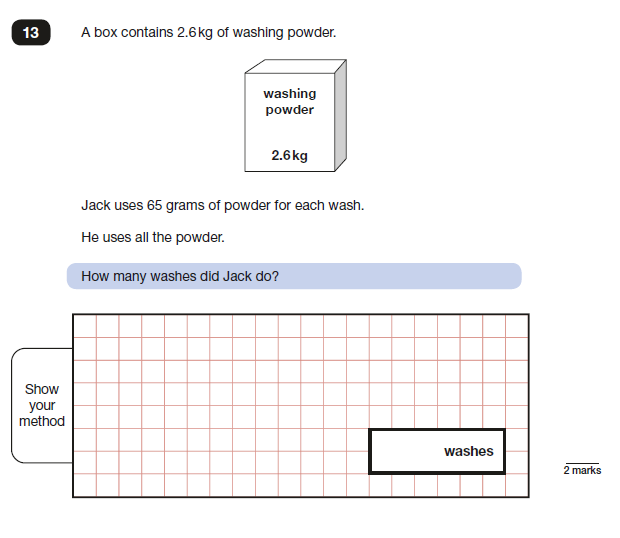 13
A box contains 2.6 kg of washing powder.
washing
powder
2.6 kg
Jack uses 65 grams of powder for each wash.
He uses all the powder.
How many washes did Jack do?
Show
your
method
washes
2 marks